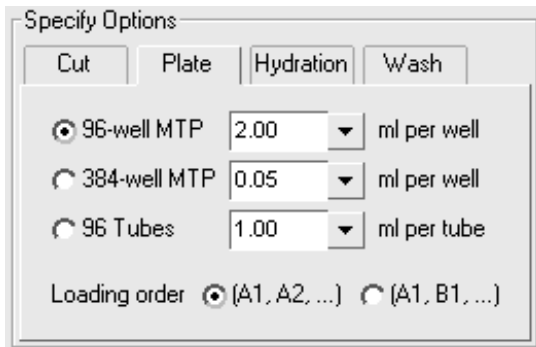 Specify Options
Cut Plate Hydration Wash
96-well MTP 2.00 ml per well
384-well MTP 0.05 ml per well
96 Tubes 1.00 ml per tube
Loading order (A1, A2, ...) (A1, B1, ...)